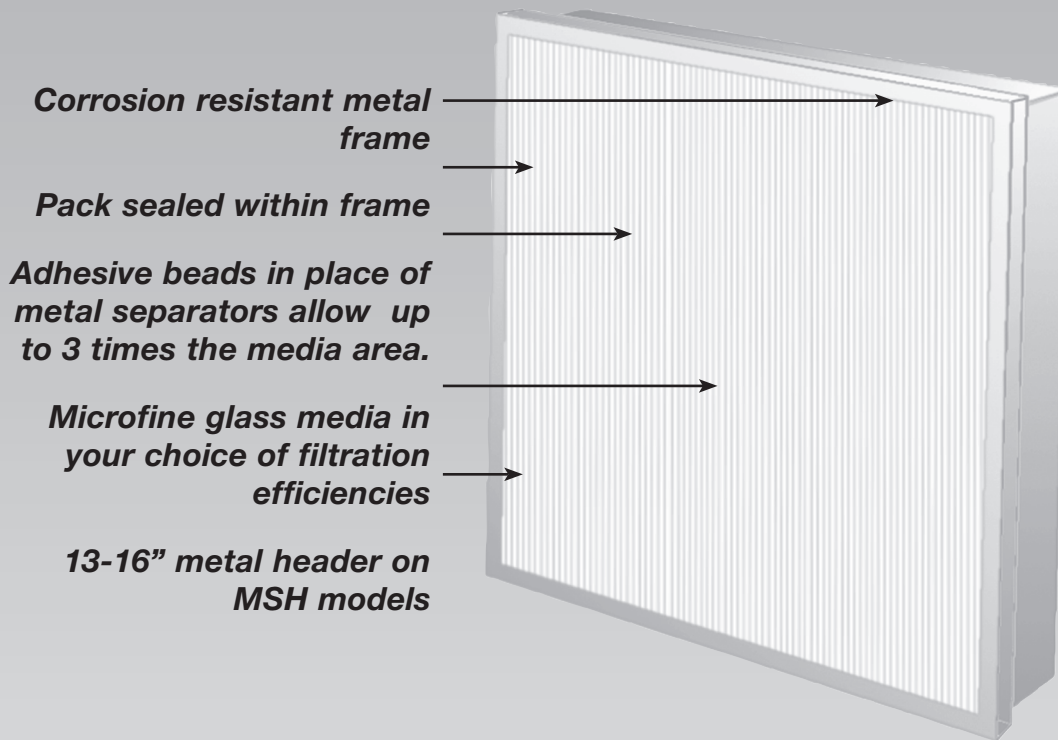 Corrosion resistant metal
frame
Pack sealed within frame
Adhesive beads in place of
metal separators allow  up
to 3 times the media area.
Microfine glass media in
your choice of filtration
efficiencies
13-16” metal header on
MSH models